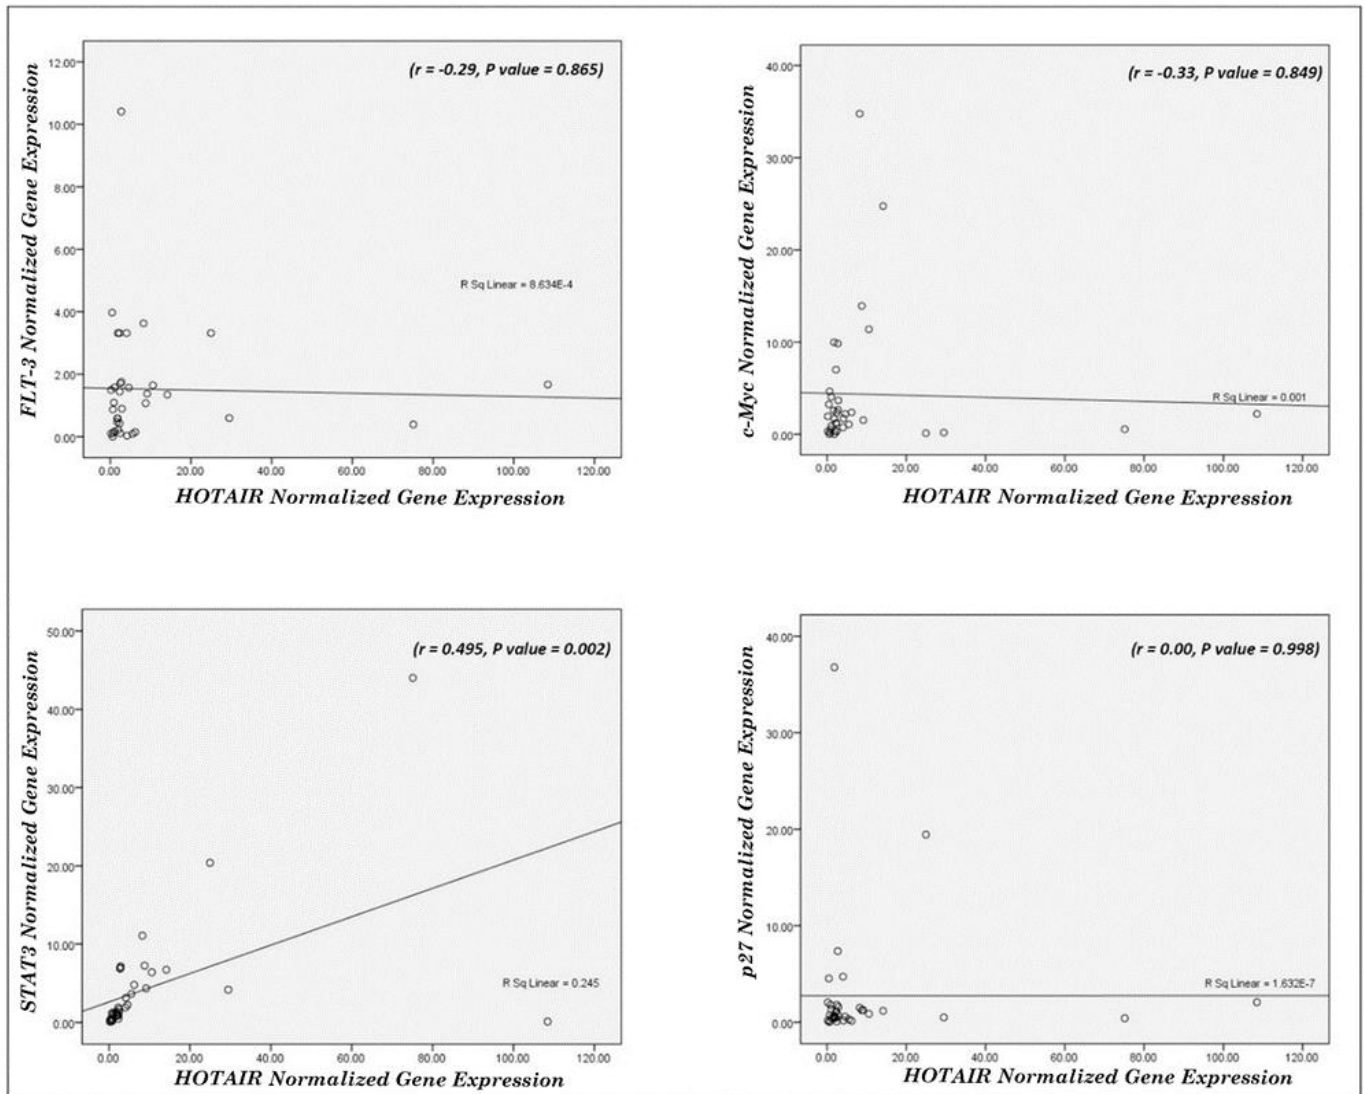 (r = -0.29, P value = 0.865)
FLT-3 Normalized Gene Expression
12.00
10.00
8.00
6.00
4.00
2.00
0.00
R Sq Linear = 8.634E-4
0.00 20.00 40.00 60.00 80.00 100.00 120.00
HOTAIR Normalized Gene Expression
(r = -0.33, P value = 0.849)
c-Myc Normalized Gene Expression
40.00
30.00
20.00
10.00
0.00
R Sq Linear = 0.001
0.00 20.00 40.00 60.00 80.00 100.00 120.00
HOTAIR Normalized Gene Expression
(r = 0.495, P value = 0.002)
STAT3 Normalized Gene Expression
50.00
40.00
30.00
20.00
10.00
0.00
R Sq Linear = 0.245
0.00 20.00 40.00 60.00 80.00 100.00 120.00
HOTAIR Normalized Gene Expression
(r = 0.00, P value = 0.998)
p27 Normalized Gene Expression
40.00
30.00
20.00
10.00
0.00
R Sq Linear = 1.632E-7
0.00 20.00 40.00 60.00 80.00 100.00 120.00
HOTAIR Normalized Gene Expression